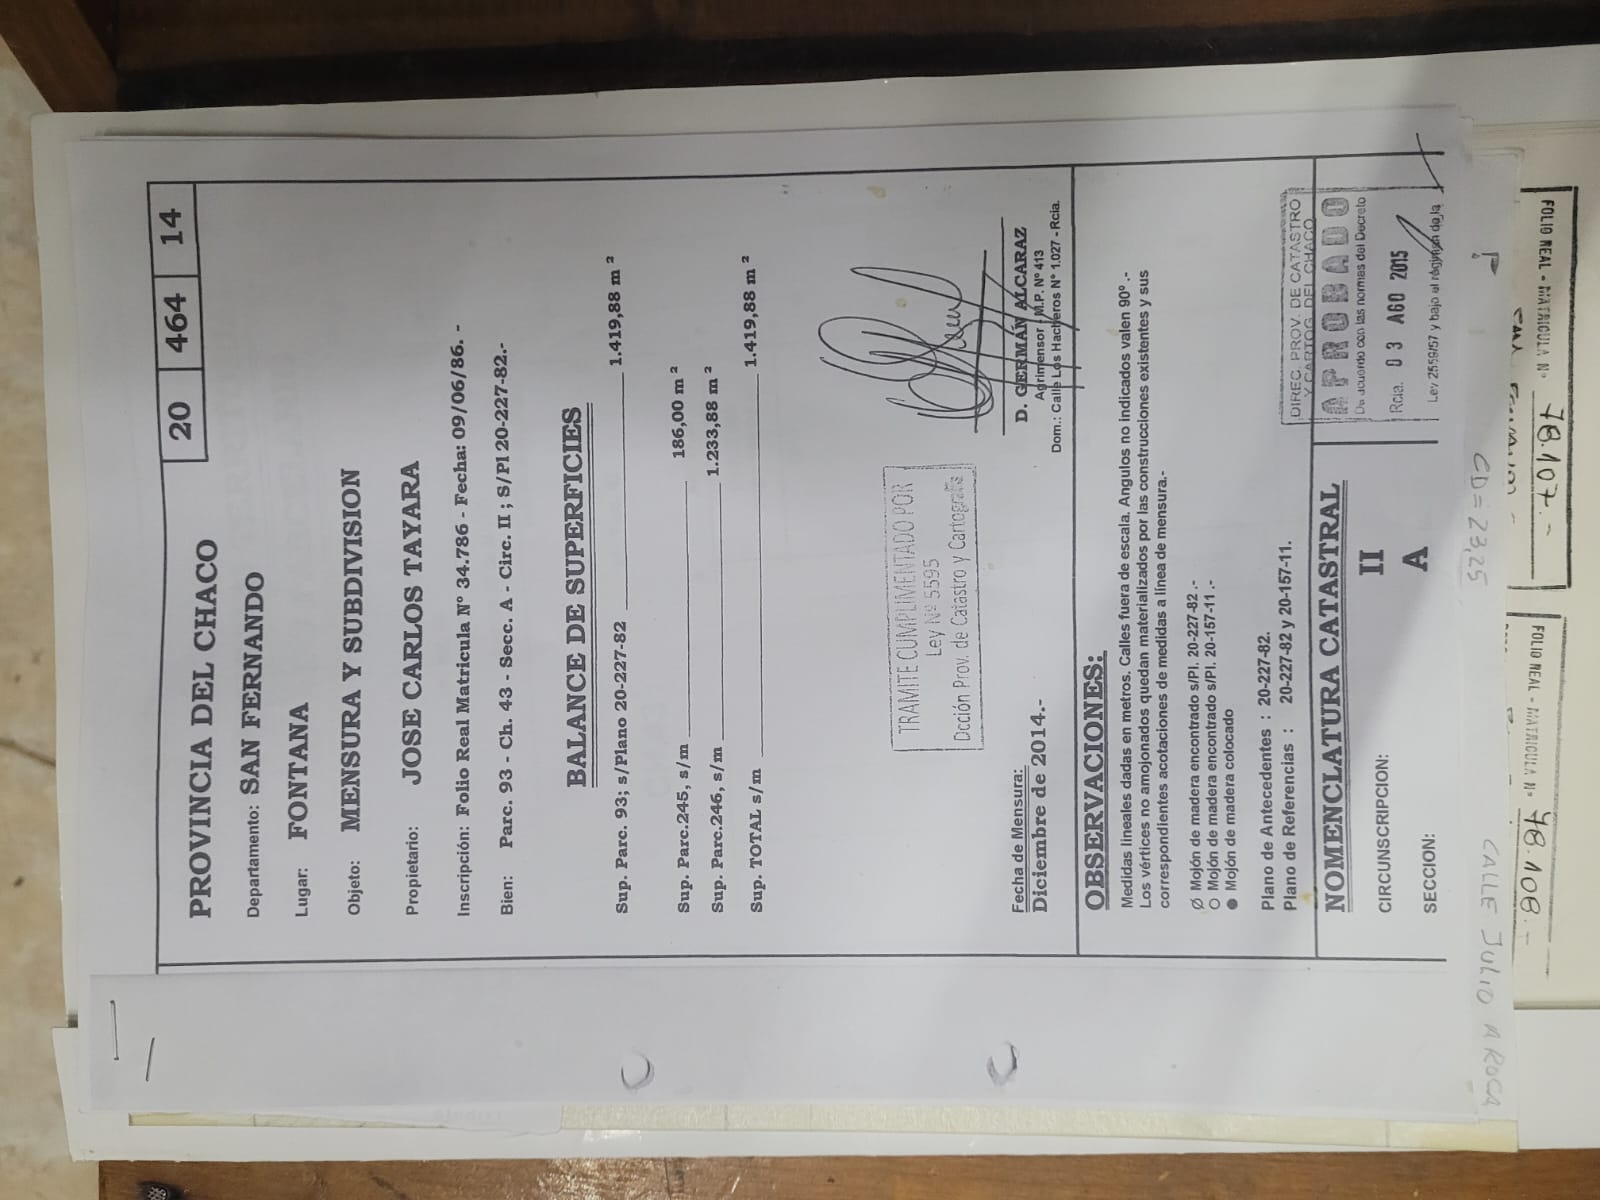 20 464 14
PROVINCIA DEL CHACO
Departamento: SAN FERNANDO
Lugar: FONTANA
Objeto: MENSURA Y SUBDIVISION
Propietario: JOSE CARLOS TAYARA
Inscripción: Folio Real Matricula Nº 34.786 - Fecha: 09/06/86. -
Bien: Parc. 93 - Ch. 43 - Secc. A - Circ. II ; S/Pl 20-227-82.-
BALANCE DE SUPERFICIES
Sup. Parc. 93; s/Plano 20-227-82 1.419,88 m ²
Sup. Parc.245, s/m 186,00 m ²
Sup. Parc.246, s/m 1.233,88 m ²
Sup. TOTAL s/m 1.419,88 m ²
TRAMITE CUMPLIMENTADO POR
Ley Nº 5595
Dcción Prov. de Catastro y Cartografía
Fecha de Mensura:
Diciembre de 2014.-
D. GERMÁN ALCARAZ
Agrimensor - M.P. Nº 413
Dom.: Calle Los Hacheros N° 1.027 - Rcia.
OBSERVACIONES:
Medidas lineales dadas en metros. Calles fuera de escala. Angulos no indicados valen 90º .-
Los vértices no amojonados quedan materializados por las construcciones existentes y sus
correspondientes acotaciones de medidas a línea de mensura.-
Mojón de madera encontrado s/Pl. 20-227-82 .-
Mojón de madera encontrado s/Pl. 20-157-11 .-
Mojón de madera colocado
Plano de Antecedentes : 20-227-82.
Plano de Referencias : 20-227-82 y 20-157-11.
NOMENCLATURA CATASTRAL
CIRCUNSCRIPCION: II
SECCION: A
DIREC. PROV. DE CATASTRO
Y CARTOG. DEL CHACO
APROBADO
De acuerdo con las normas del Decreto
Rcia. 03 AGO 2015
Ley 2559/57 y bajo el régimen de la
CALLE JULIO A ROCA
CD = 23,25
FOLIO REAL - MATRICULA Nº 78.108.-
FOLIO REAL - MATRICULA Nº 78.107.-